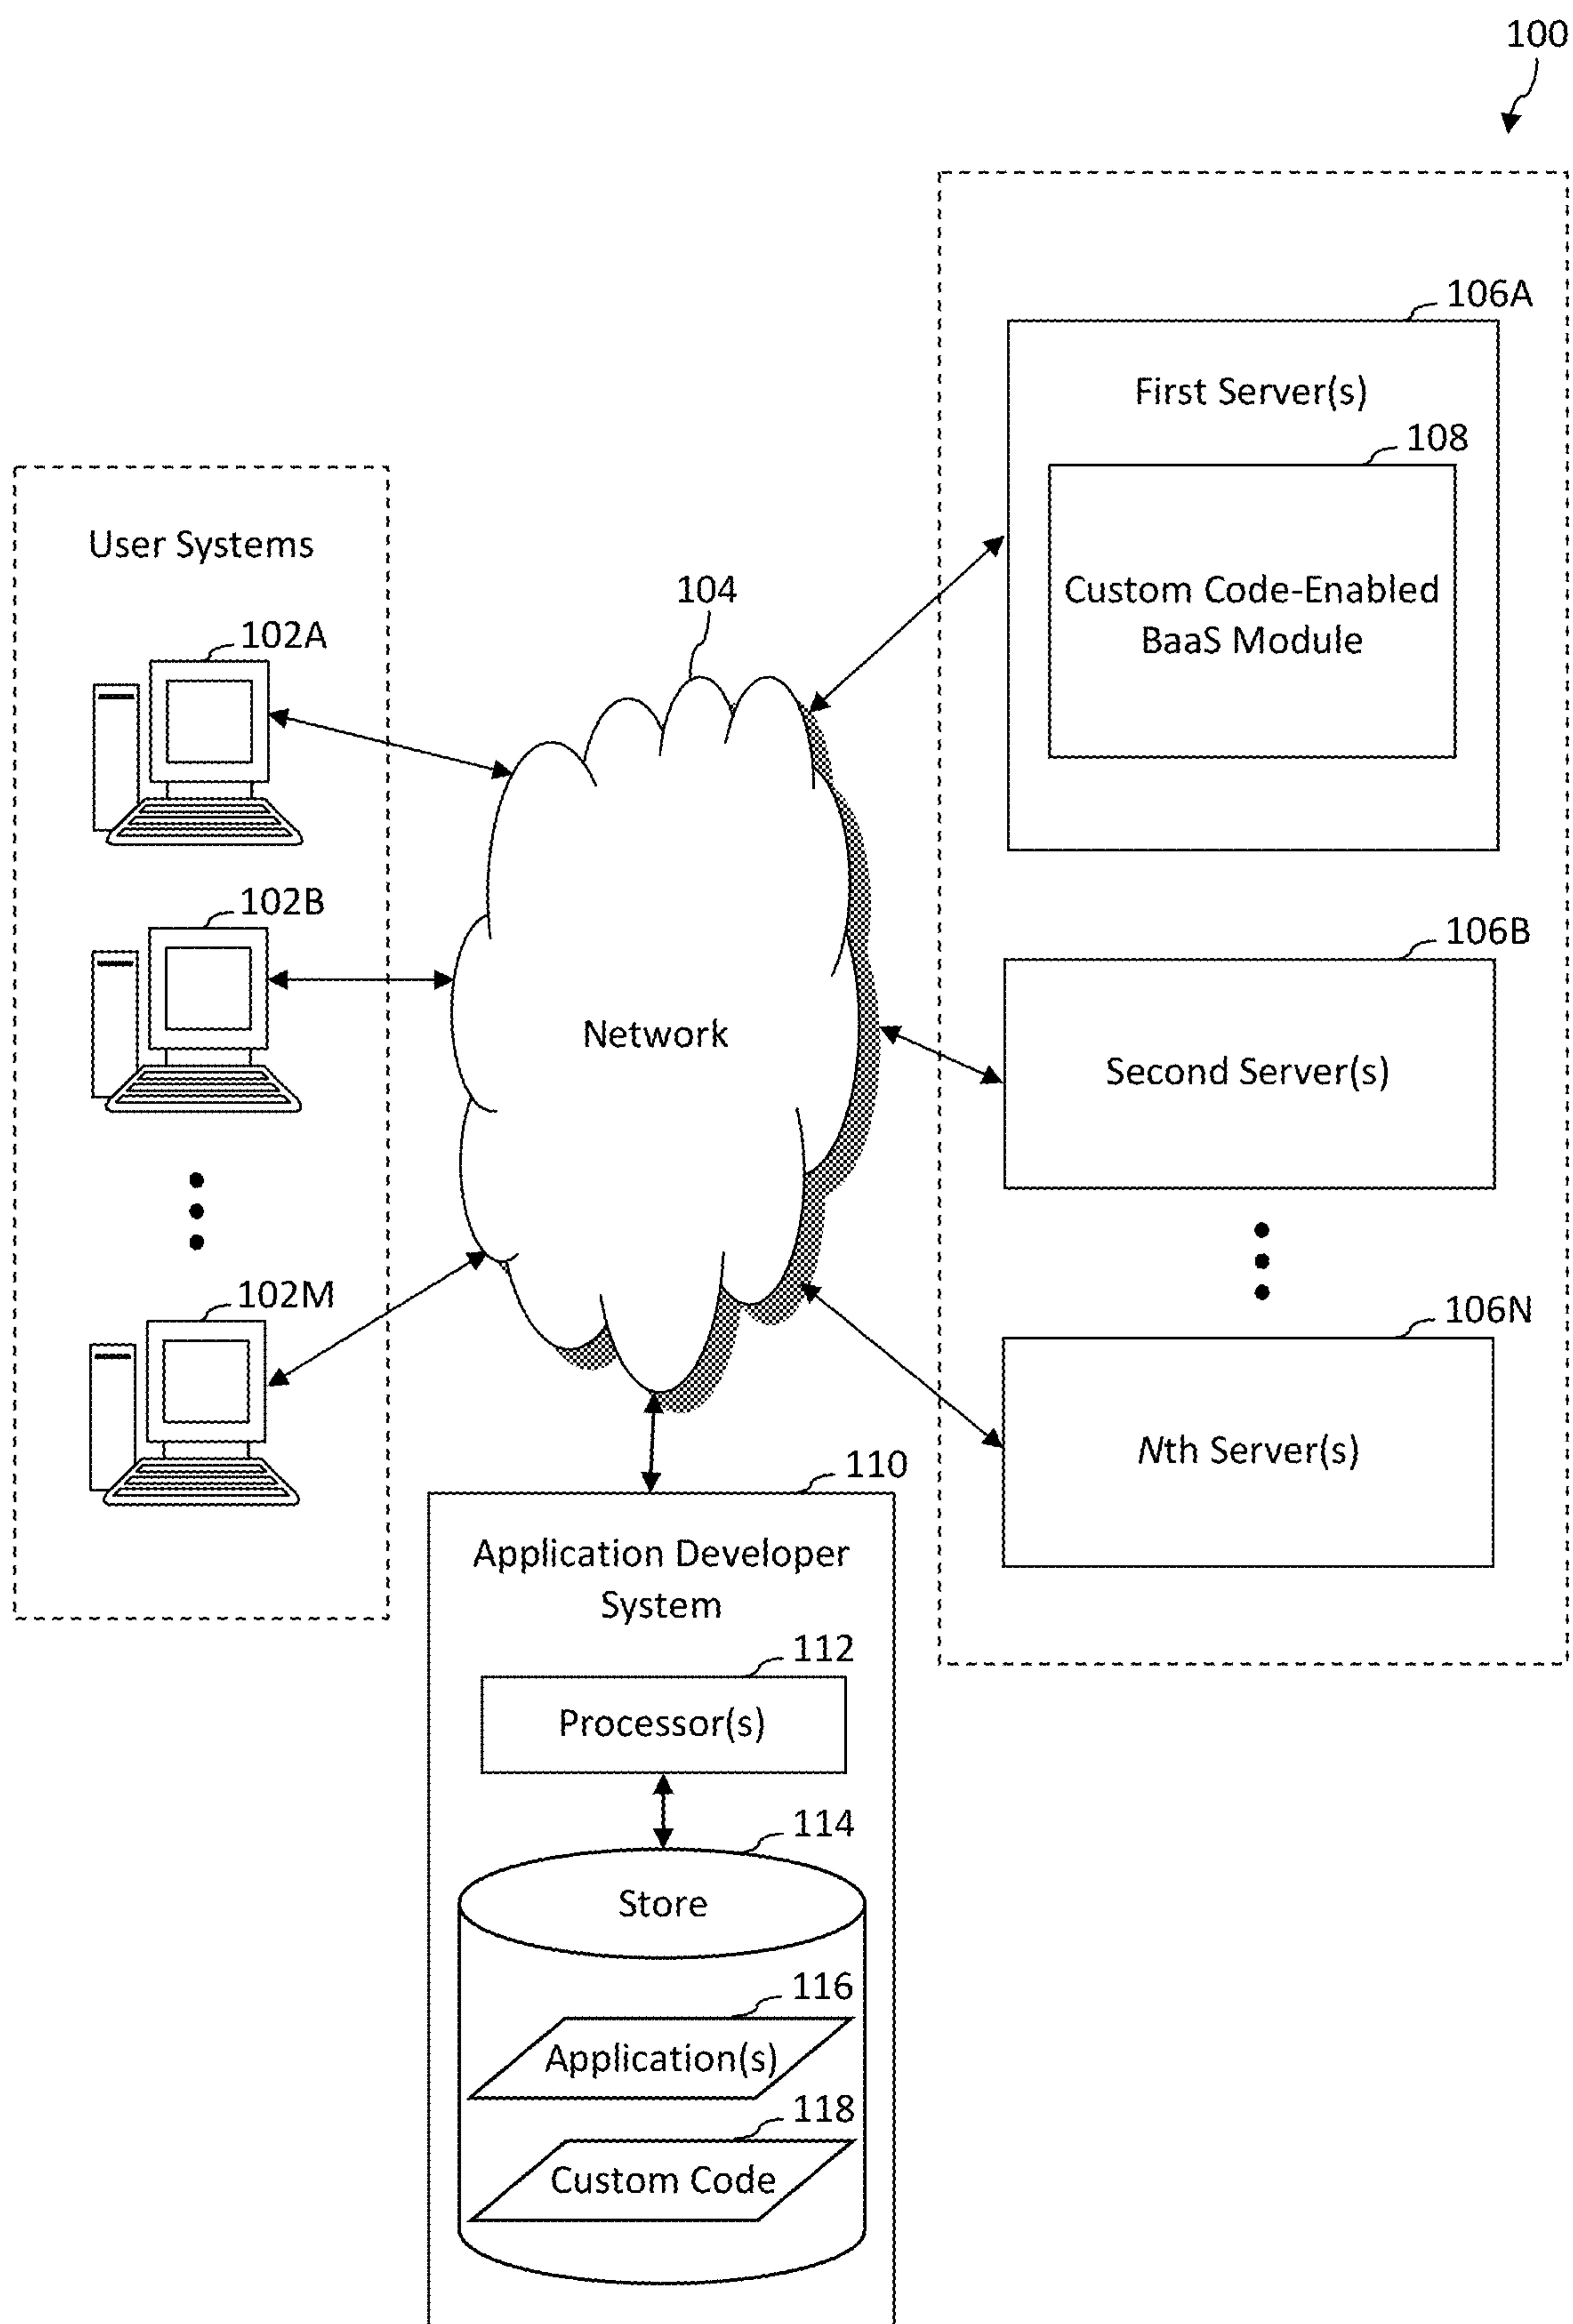 100
106A
First Server(s)
108
Custom Code-Enabled
BaaS Module
User Systems
102A
104
102B
Network
106B
Second Server(s)
102M
106N
Nth Server(s)
110
Application Developer
System
112
Processor(s)
114
Store
116
Application(s)
118
Custom Code